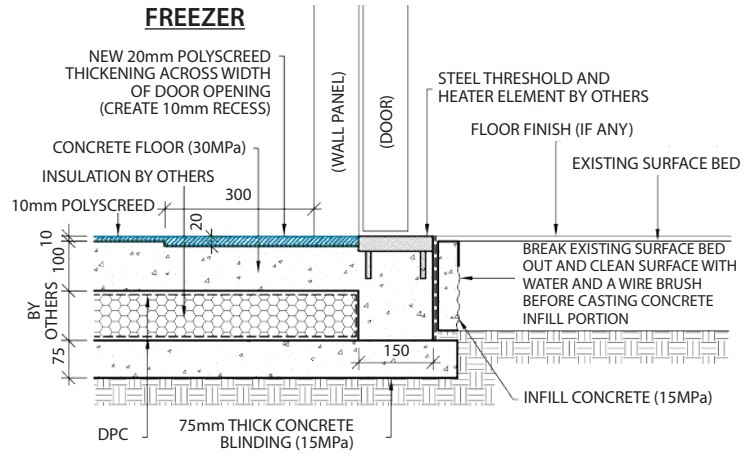 FREEZER
NEW 20mm POLYSCREED
THICKENING ACROSS WIDTH
OF DOOR OPENING
(CREATE 10mm RECESS)
CONCRETE FLOOR (30MPa)
INSULATION BY OTHERS
300
10mm POLYSCREED
20
10
100
BY
OTHERS
75
(WALL PANEL)
(DOOR)
STEEL THRESHOLD AND
HEATER ELEMENT BY OTHERS
FLOOR FINISH (IF ANY)
EXISTING SURFACE BED
BREAK EXISTING SURFACE BED
OUT AND CLEAN SURFACE WITH
WATER AND A WIRE BRUSH
BEFORE CASTING CONCRETE
INFILL PORTION
150
INFILL CONCRETE (15MPa)
DPC
75mm THICK CONCRETE
BLINDING (15MPa)